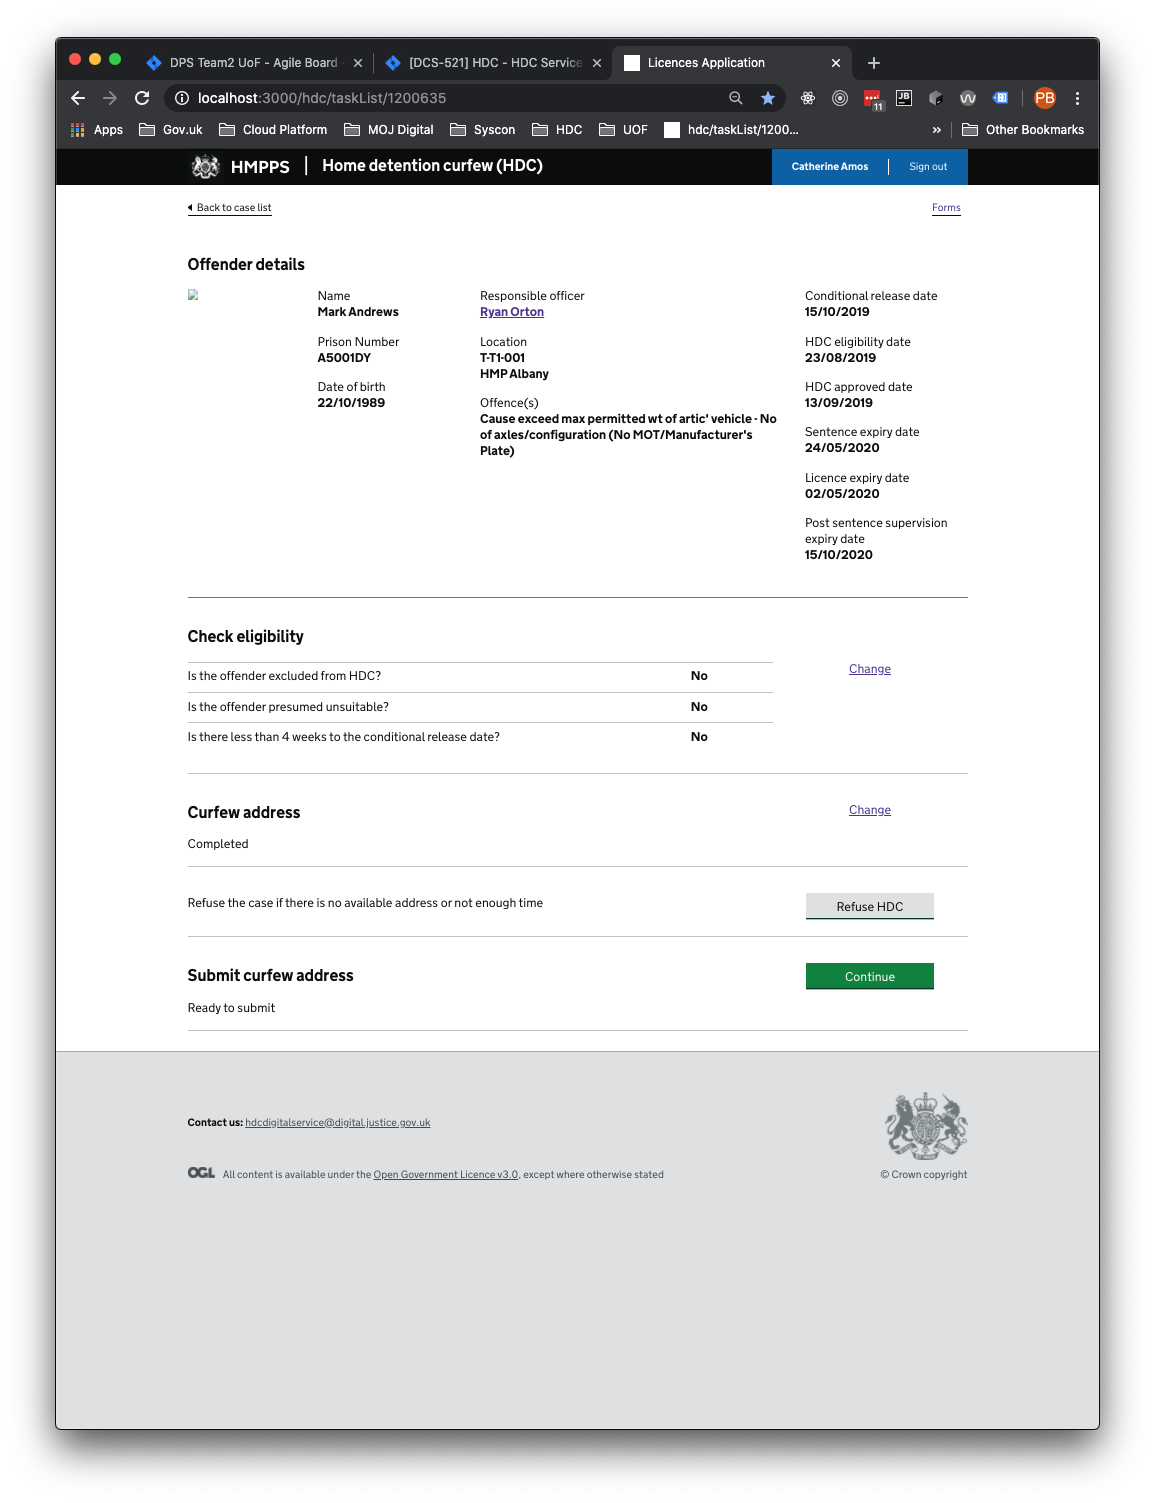 DPS Team2 UoF - Agile Board -
[DCS-521] HDC - HDC Service
Licences Application
localhost:3000/hdc/taskList/1200635
11
JB
PB
Apps
Gov.uk
Cloud Platform
MOJ Digital
Syscon
HDC
UOF
hdc/taskList/1200...
»
Other Bookmarks
HMPPS | Home detention curfew (HDC)
Catherine Amos
Sign out
Back to case list
Forms
Offender details
Name
Mark Andrews
Prison Number
A5001DY
Date of birth
22/10/1989
Responsible officer
Ryan Orton
Location
T-T1-001
HMP Albany
Offence(s)
Cause exceed max permitted wt of artic' vehicle - No
of axles/configuration (No MOT/Manufacturer's
Plate)
Conditional release date
15/10/2019
HDC eligibility date
23/08/2019
HDC approved date
13/09/2019
Sentence expiry date
24/05/2020
Licence expiry date
02/05/2020
Post sentence supervision
expiry date
15/10/2020
Check eligibility
Is the offender excluded from HDC? No
Change
Is the offender presumed unsuitable? No
Is there less than 4 weeks to the conditional release date? No
Curfew address
Change
Completed
Refuse the case if there is no available address or not enough time
Refuse HDC
Submit curfew address
Continue
Ready to submit
Contact us: hdcdigitalservice@digital.justice.gov.uk
OGL All content is available under the Open Government Licence v3.0, except where otherwise stated
© Crown copyright